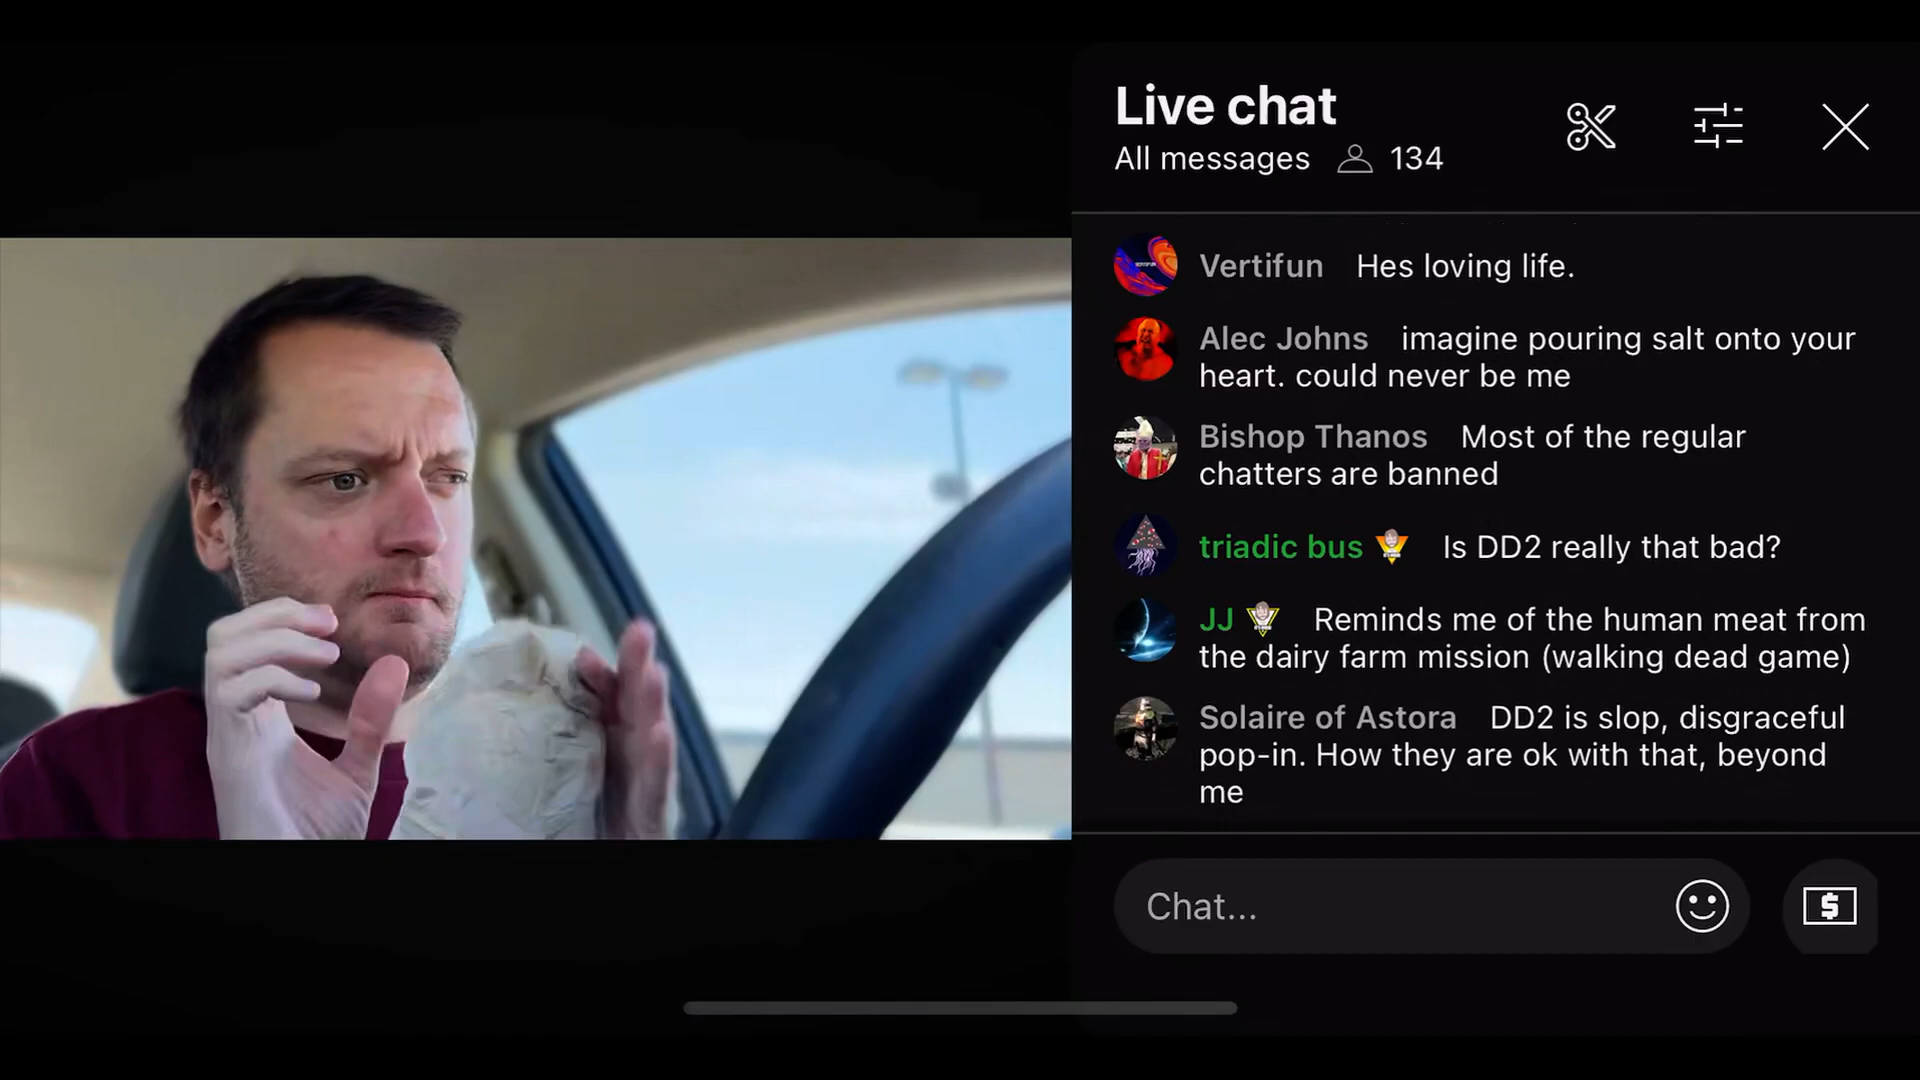 Live chat
All messages 134
Vertifun Hes loving life.
Alec Johns imagine pouring salt onto your
heart. could never be me
Bishop Thanos Most of the regular
chatters are banned
triadic bus Is DD2 really that bad?
JJ Reminds me of the human meat from
the dairy farm mission (walking dead game)
Solaire of Astora DD2 is slop, disgraceful
pop-in. How they are ok with that, beyond
me
Chat...
$